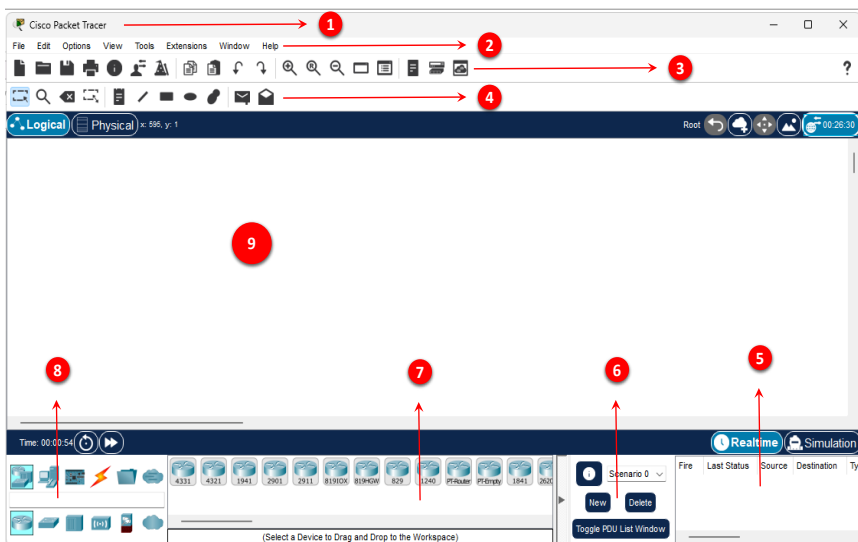 Cisco Packet Tracer
1
File Edit Options View Tools Extensions Window Help
2
3
?
4
Logical Physical x: 595, y: 1 Root 00:26:30
9
8
7
6
5
Time: 00:00:54 Realtime Simulation
4331 4321 1941 2901 2911 819IOX 819HGW 829 1240 PT-Router PT-Empty 1841 2620
Scenario 0
Fire Last Status Source Destination Ty
New Delete
Toggle PDU List Window
(Select a Device to Drag and Drop to the Workspace)